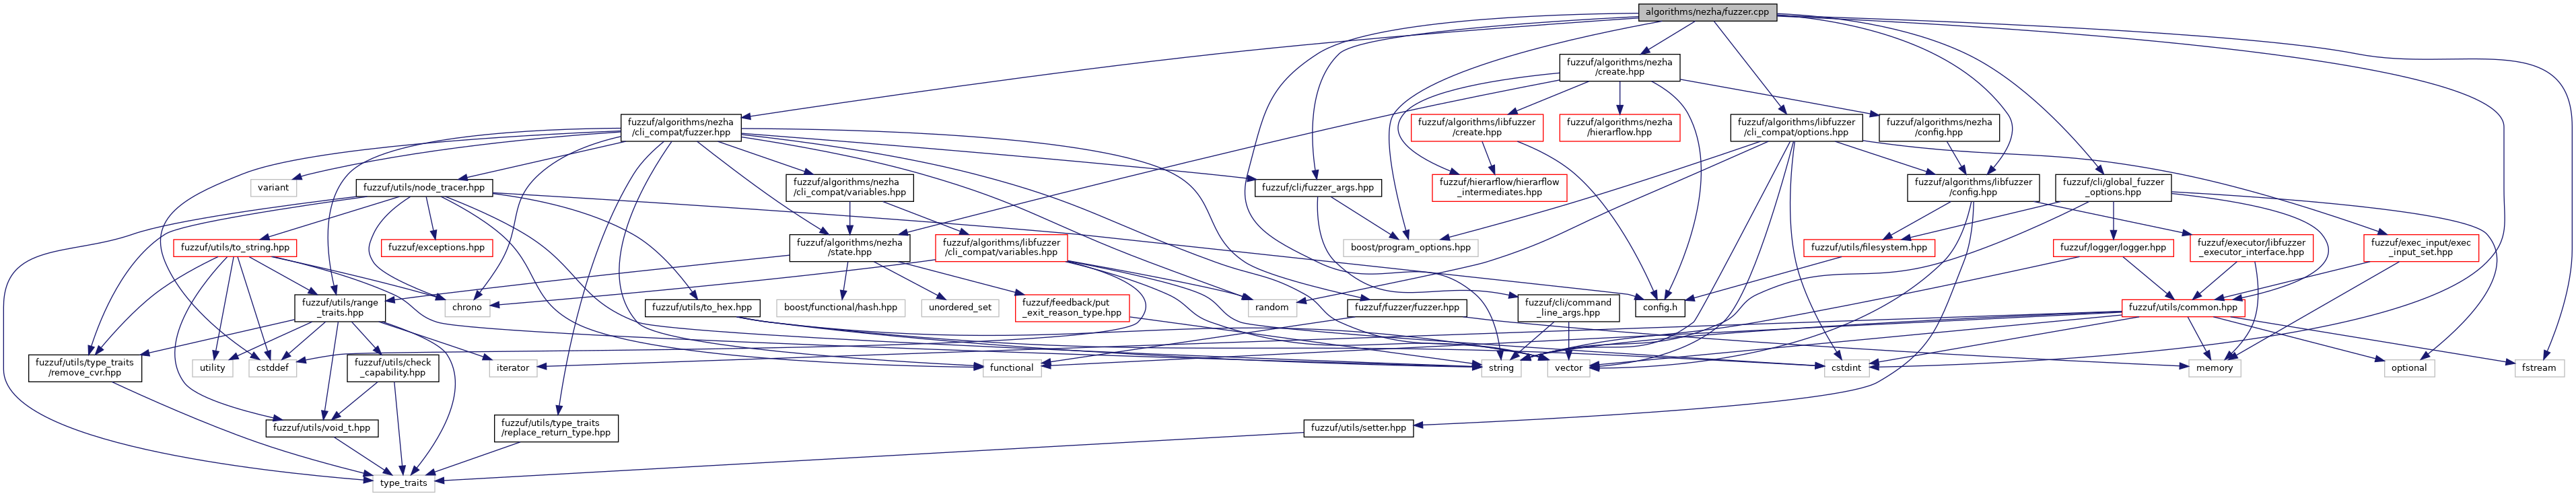 algorithms/nezha/fuzzer.cpp
fuzzuf/algorithms/nezha
/create.hpp
fuzzuf/algorithms/nezha
/cli_compat/fuzzer.hpp
fuzzuf/algorithms/libfuzzer
/create.hpp
fuzzuf/algorithms/nezha
/hierarflow.hpp
fuzzuf/algorithms/libfuzzer
/cli_compat/options.hpp
fuzzuf/algorithms/nezha
/config.hpp
variant
fuzzuf/utils/node_tracer.hpp
fuzzuf/algorithms/nezha
/cli_compat/variables.hpp
fuzzuf/cli/fuzzer_args.hpp
fuzzuf/hierarflow/hierarflow
_intermediates.hpp
fuzzuf/algorithms/libfuzzer
/config.hpp
fuzzuf/cli/global_fuzzer
_options.hpp
fuzzuf/utils/to_string.hpp
fuzzuf/exceptions.hpp
fuzzuf/algorithms/nezha
/state.hpp
fuzzuf/algorithms/libfuzzer
/cli_compat/variables.hpp
boost/program_options.hpp
fuzzuf/utils/filesystem.hpp
fuzzuf/logger/logger.hpp
fuzzuf/executor/libfuzzer
_executor_interface.hpp
fuzzuf/exec_input/exec
_input_set.hpp
fuzzuf/utils/range
_traits.hpp
chrono
fuzzuf/utils/to_hex.hpp
boost/functional/hash.hpp
unordered_set
fuzzuf/feedback/put
_exit_reason_type.hpp
random
fuzzuf/fuzzer/fuzzer.hpp
fuzzuf/cli/command
_line_args.hpp
config.h
fuzzuf/utils/common.hpp
fuzzuf/utils/type_traits
/remove_cvr.hpp
utility
cstddef
fuzzuf/utils/check
_capability.hpp
iterator
functional
string
vector
cstdint
memory
optional
fstream
fuzzuf/utils/void_t.hpp
fuzzuf/utils/type_traits
/replace_return_type.hpp
fuzzuf/utils/setter.hpp
type_traits